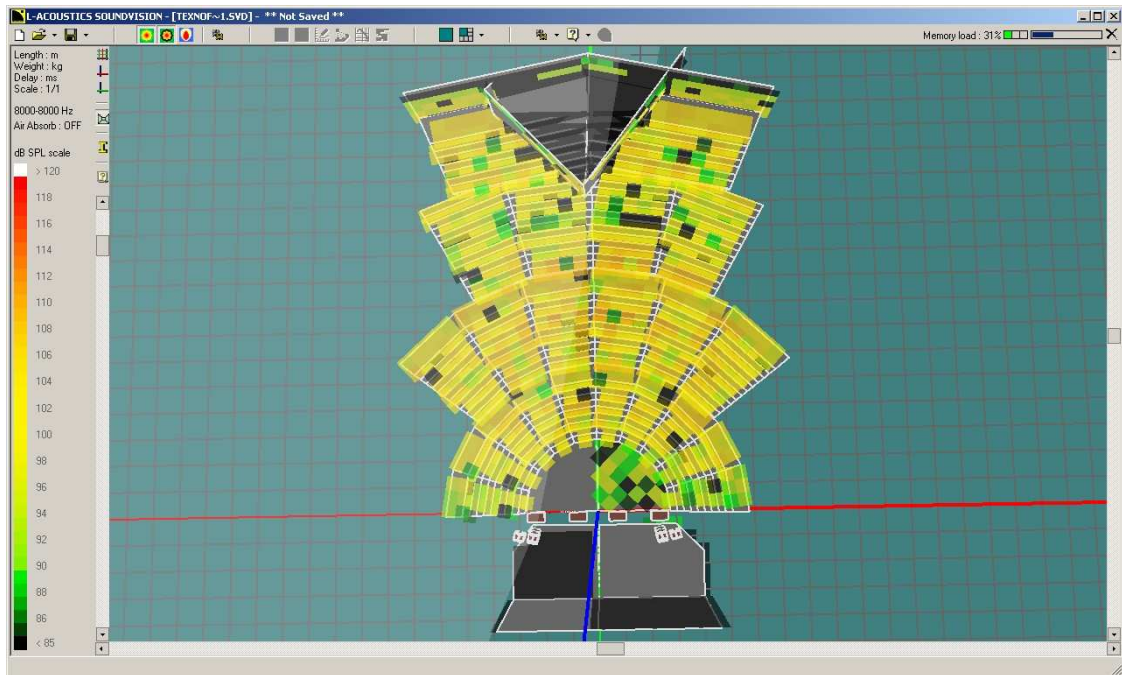 L-ACOUSTICS SOUNDVISION - [TEXNOF~1.SVD] - ** Not Saved **
Memory load : 31%
Length : m
Weight : kg
Delay : ms
Scale : 1/1
8000-8000 Hz
Air Absorb : OFF
dB SPL scale
> 120
118
116
114
112
110
108
106
104
102
100
98
96
94
92
90
88
86
< 85